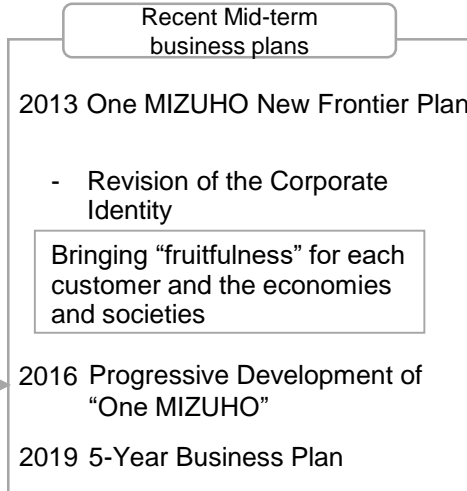 Recent Mid-term
business plans
2013 One MIZUHO New Frontier Plan
- Revision of the Corporate
Identity
Bringing “fruitfulness” for each
customer and the economies
and societies
2016 Progressive Development of
“One MIZUHO”
2019 5-Year Business Plan